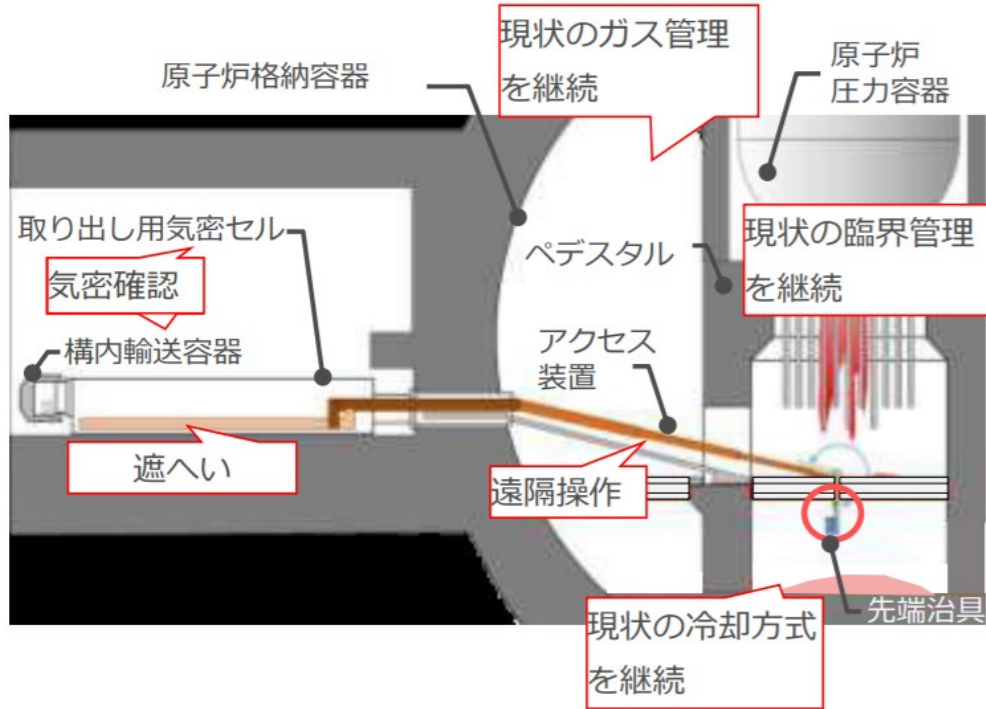 現状のガス管理
を継続
原子炉格納容器
原子炉
圧力容器
取り出し用気密セル
気密確認
ペデスタル
現状の臨界管理
を継続
構内輸送容器
アクセス
装置
遮へい
遠隔操作
現状の冷却方式
を継続
先端治具